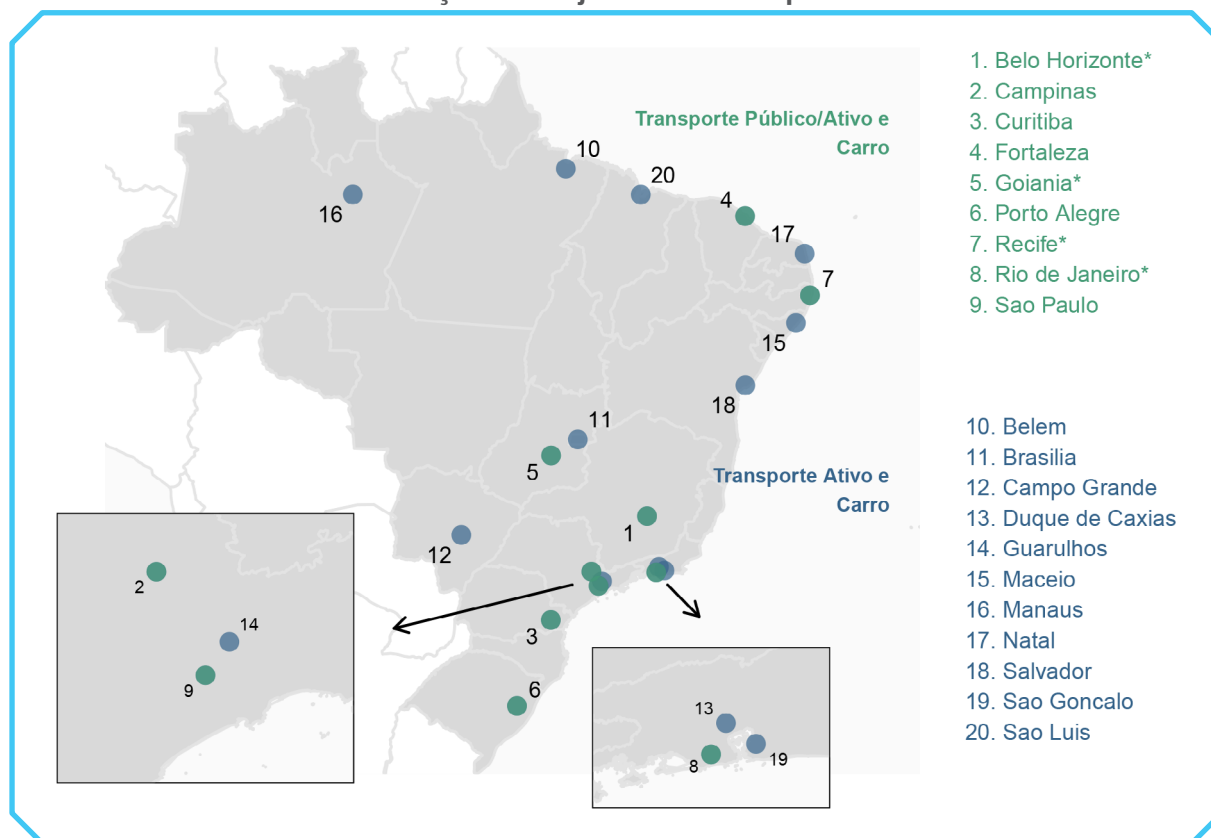 Transporte Público/Ativo e
Carro
10
20
16
4
17
7
15
18
11
5
1
12
3
6
Transporte Ativo e
Carro
2
14
9
13
8
19
1. Belo Horizonte*
2. Campinas
3. Curitiba
4. Fortaleza
5. Goiania*
6. Porto Alegre
7. Recife*
8. Rio de Janeiro*
9. Sao Paulo
10. Belem
11. Brasilia
12. Campo Grande
13. Duque de Caxias
14. Guarulhos
15. Maceio
16. Manaus
17. Natal
18. Salvador
19. Sao Goncalo
20. Sao Luis